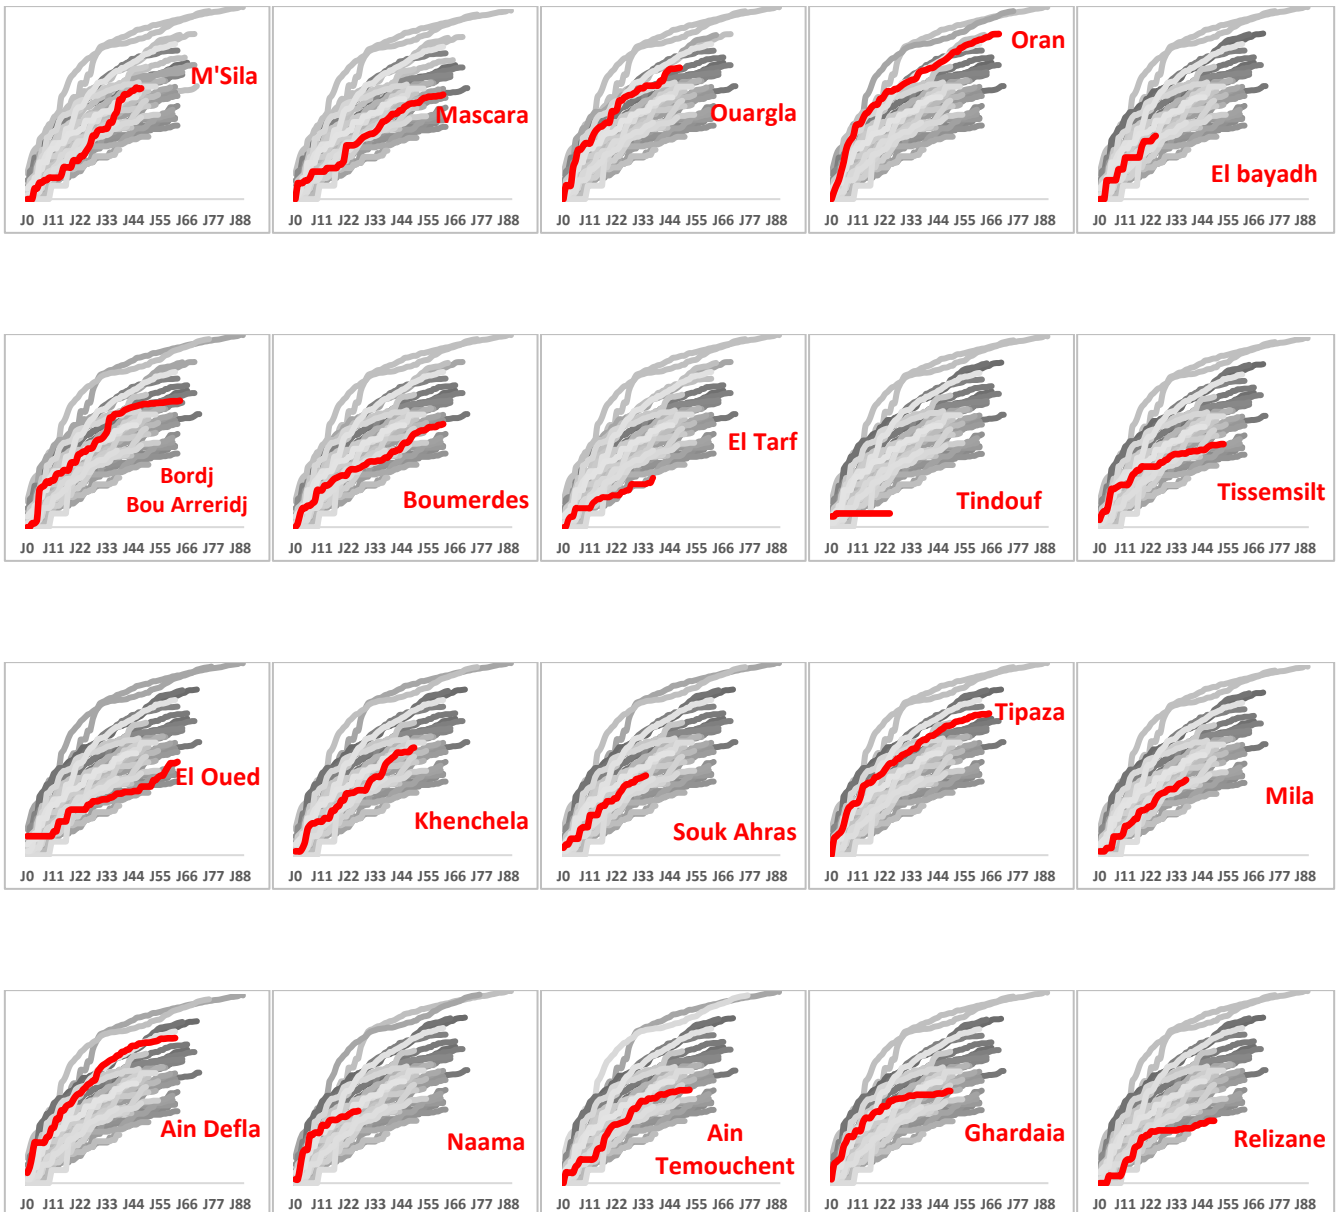 M'Sila
J0 J11 J22 J33 J44 J55 J66 J77 J88
Mascara
J0 J11 J22 J33 J44 J55 J66 J77 J88
Ouargla
J0 J11 J22 J33 J44 J55 J66 J77 J88
Oran
J0 J11 J22 J33 J44 J55 J66 J77 J88
El bayadh
J0 J11 J22 J33 J44 J55 J66 J77 J88
Bordj
Bou Arreridj
J0 J11 J22 J33 J44 J55 J66 J77 J88
Boumerdes
J0 J11 J22 J33 J44 J55 J66 J77 J88
El Tarf
J0 J11 J22 J33 J44 J55 J66 J77 J88
Tindouf
J0 J11 J22 J33 J44 J55 J66 J77 J88
Tissemsilt
J0 J11 J22 J33 J44 J55 J66 J77 J88
El Oued
J0 J11 J22 J33 J44 J55 J66 J77 J88
Khenchela
J0 J11 J22 J33 J44 J55 J66 J77 J88
Souk Ahras
J0 J11 J22 J33 J44 J55 J66 J77 J88
Tipaza
J0 J11 J22 J33 J44 J55 J66 J77 J88
Mila
J0 J11 J22 J33 J44 J55 J66 J77 J88
Ain Defla
J0 J11 J22 J33 J44 J55 J66 J77 J88
Naama
J0 J11 J22 J33 J44 J55 J66 J77 J88
Ain
Temouchent
J0 J11 J22 J33 J44 J55 J66 J77 J88
Ghardaia
J0 J11 J22 J33 J44 J55 J66 J77 J88
Relizane
J0 J11 J22 J33 J44 J55 J66 J77 J88